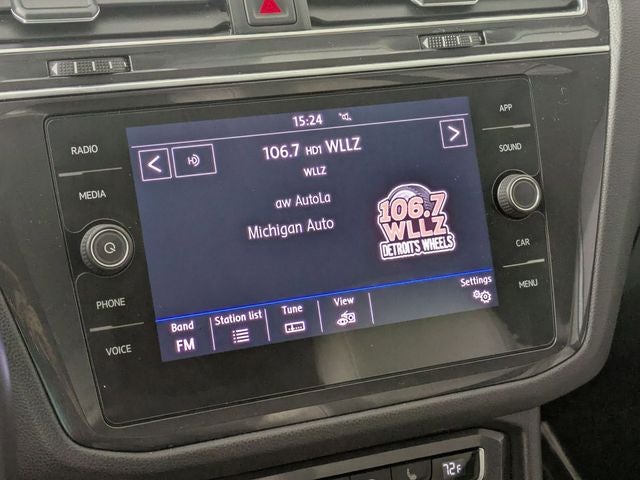 15:24
106.7 HD1 WLLZ
WLLZ
aw AutoLa
Michigan Auto
106.7
WLLZ
DETROIT'S WHEELS
Band
FM
Station list
Tune
View
Settings
RADIO
MEDIA
PHONE
VOICE
APP
SOUND
CAR
MENU
72°F